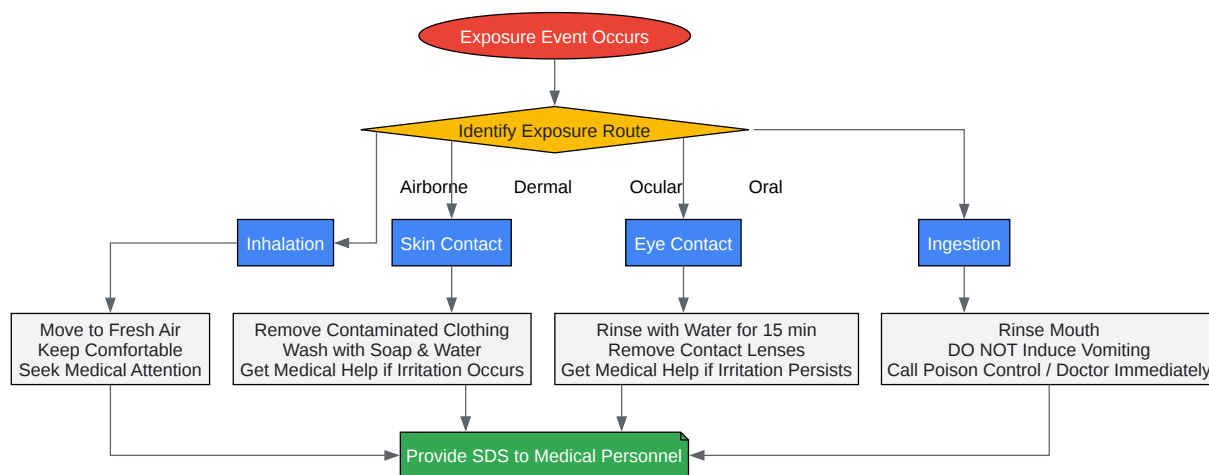 Exposure Event Occurs
Identify Exposure Route
Airborne
Dermal
Ocular
Oral
Inhalation
Skin Contact
Eye Contact
Ingestion
Move to Fresh Air
Keep Comfortable
Seek Medical Attention
Remove Contaminated Clothing
Wash with Soap & Water
Get Medical Help if Irritation Occurs
Rinse with Water for 15 min
Remove Contact Lenses
Get Medical Help if Irritation Persists
Rinse Mouth
DO NOT Induce Vomiting
Call Poison Control / Doctor Immediately
Provide SDS to Medical Personnel